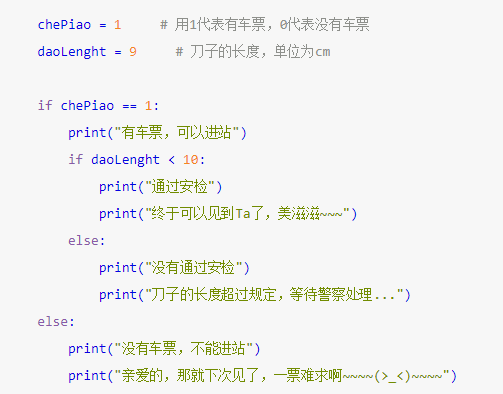 chePiao = 1     # 用1代表有车票，0代表没有车票
daoLenght = 9     # 刀子的长度，单位为cm

if chePiao == 1:
    print("有车票，可以进站")
    if daoLenght < 10:
        print("通过安检")
        print("终于可以见到Ta了，美滋滋~~~")
    else:
        print("没有通过安检")
        print("刀子的长度超过规定，等待警察处理...")
else:
    print("没有车票，不能进站")
    print("亲爱的，那就下次见了，一票难求啊~~~~(>_<)~~~~")